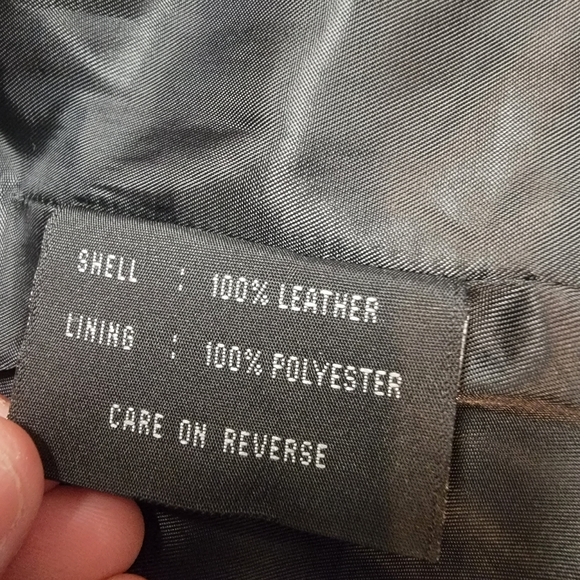 SHELL : 100% LEATHER
LINING : 100% POLYESTER
CARE ON REVERSE